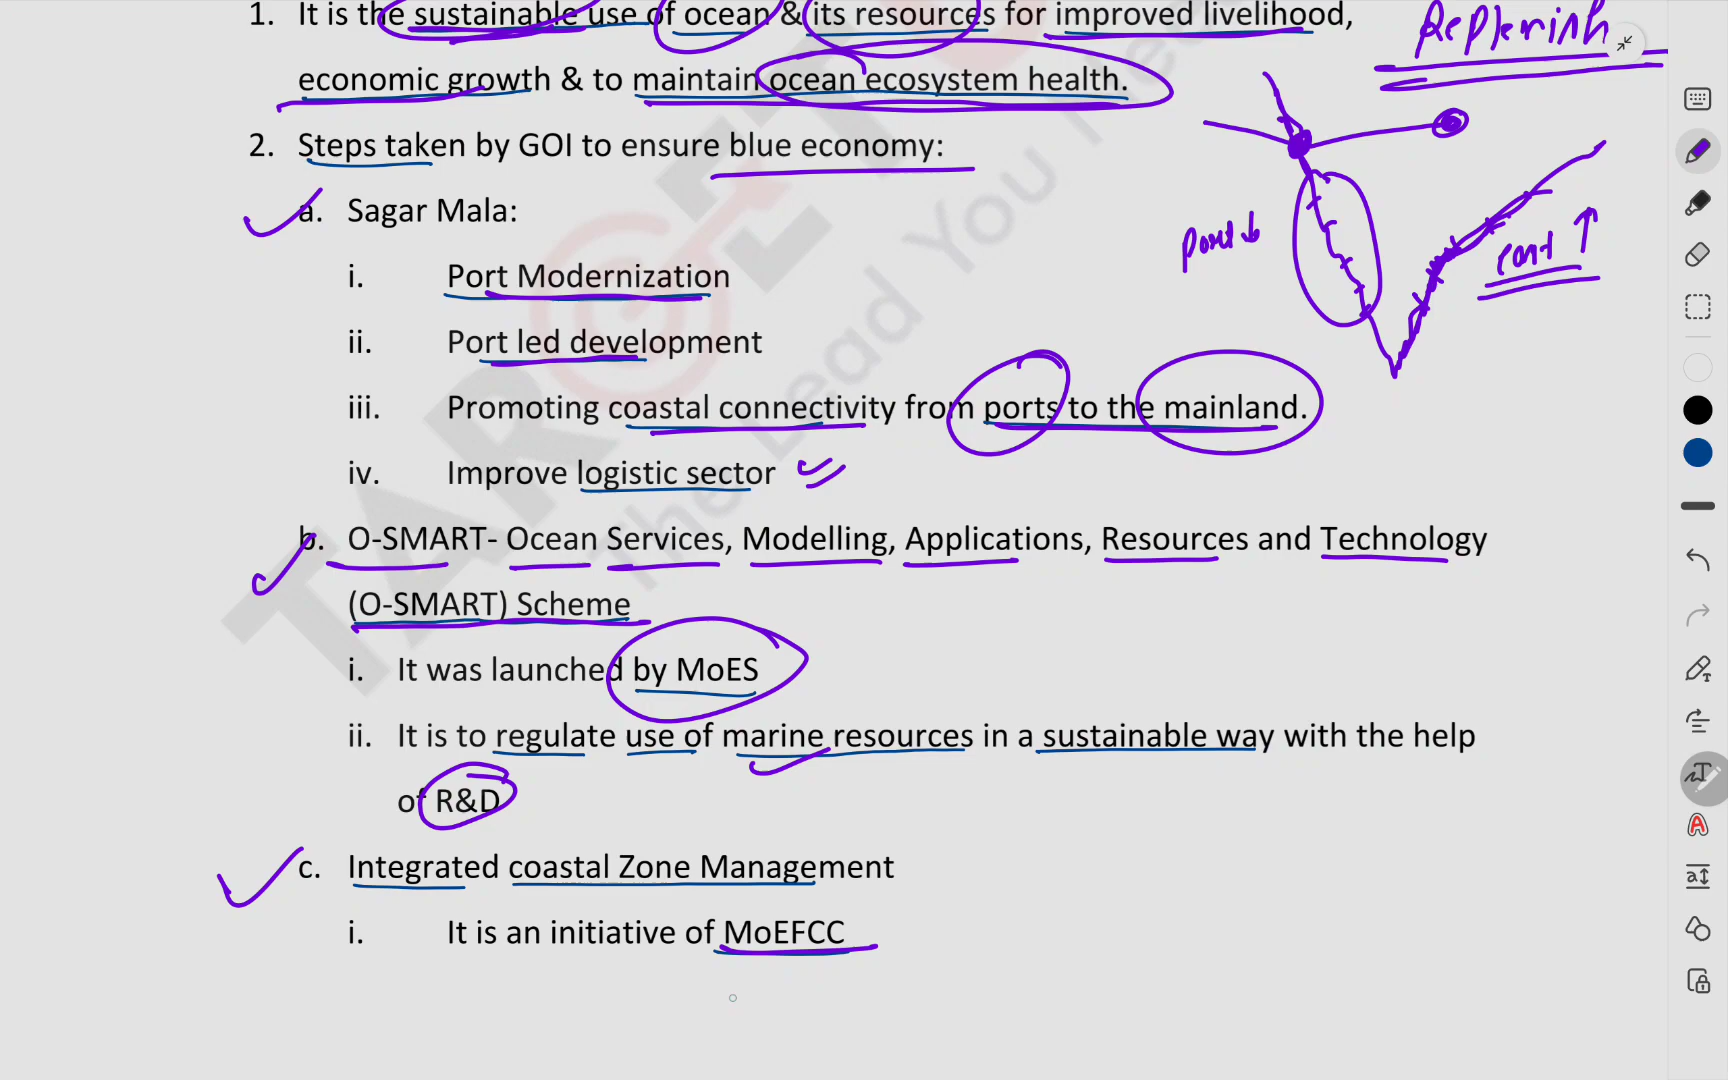 1. It is the sustainable use of ocean & its resources for improved livelihood,
Replenish
economic growth & to maintain ocean ecosystem health.
2. Steps taken by GOI to ensure blue economy:
a. Sagar Mala:
i. Port Modernization
ii. Port led development
iii. Promoting coastal connectivity from ports to the mainland.
iv. Improve logistic sector
b. O-SMART- Ocean Services, Modelling, Applications, Resources and Technology
(O-SMART) Scheme
i. It was launched by MoES
ii. It is to regulate use of marine resources in a sustainable way with the help
of R&D
c. Integrated coastal Zone Management
i. It is an initiative of MoEFCC